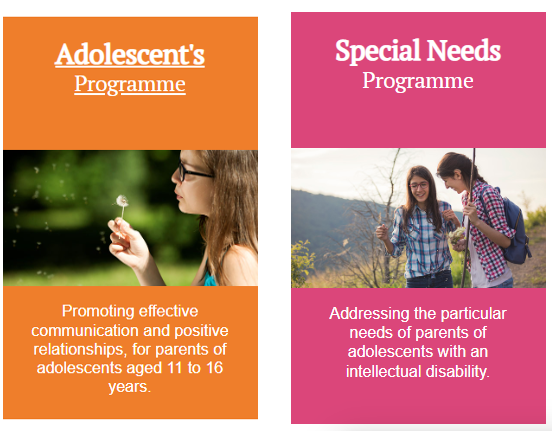 Adolescent's
Programme
Promoting effective
communication and positive
relationships, for parents of
adolescents aged 11 to 16
years.
Special Needs
Programme
Addressing the particular
needs of parents of
adolescents with an
intellectual disability.